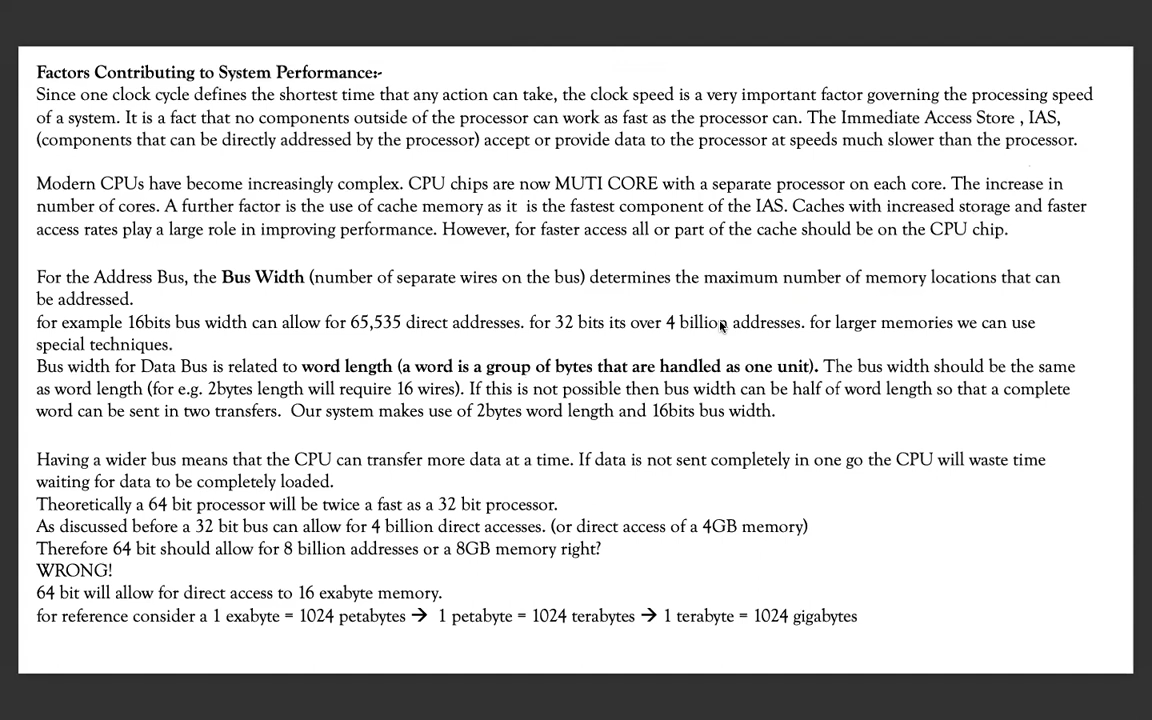 Factors Contributing to System Performance:-
Since one clock cycle defines the shortest time that any action can take, the clock speed is a very important factor governing the processing speed
of a system. It is a fact that no components outside of the processor can work as fast as the processor can. The Immediate Access Store , IAS,
(components that can be directly addressed by the processor) accept or provide data to the processor at speeds much slower than the processor.
Modern CPUs have become increasingly complex. CPU chips are now MUTI CORE with a separate processor on each core. The increase in
number of cores. A further factor is the use of cache memory as it  is the fastest component of the IAS. Caches with increased storage and faster
access rates play a large role in improving performance. However, for faster access all or part of the cache should be on the CPU chip.
For the Address Bus, the Bus Width (number of separate wires on the bus) determines the maximum number of memory locations that can
be addressed.
for example 16bits bus width can allow for 65,535 direct addresses. for 32 bits its over 4 billion addresses. for larger memories we can use
special techniques.
Bus width for Data Bus is related to word length (a word is a group of bytes that are handled as one unit). The bus width should be the same
as word length (for e.g. 2bytes length will require 16 wires). If this is not possible then bus width can be half of word length so that a complete
word can be sent in two transfers.  Our system makes use of 2bytes word length and 16bits bus width.
Having a wider bus means that the CPU can transfer more data at a time. If data is not sent completely in one go the CPU will waste time
waiting for data to be completely loaded.
Theoretically a 64 bit processor will be twice a fast as a 32 bit processor.
As discussed before a 32 bit bus can allow for 4 billion direct accesses. (or direct access of a 4GB memory)
Therefore 64 bit should allow for 8 billion addresses or a 8GB memory right?
WRONG!
64 bit will allow for direct access to 16 exabyte memory.
for reference consider a 1 exabyte = 1024 petabytes → 1 petabyte = 1024 terabytes → 1 terabyte = 1024 gigabytes